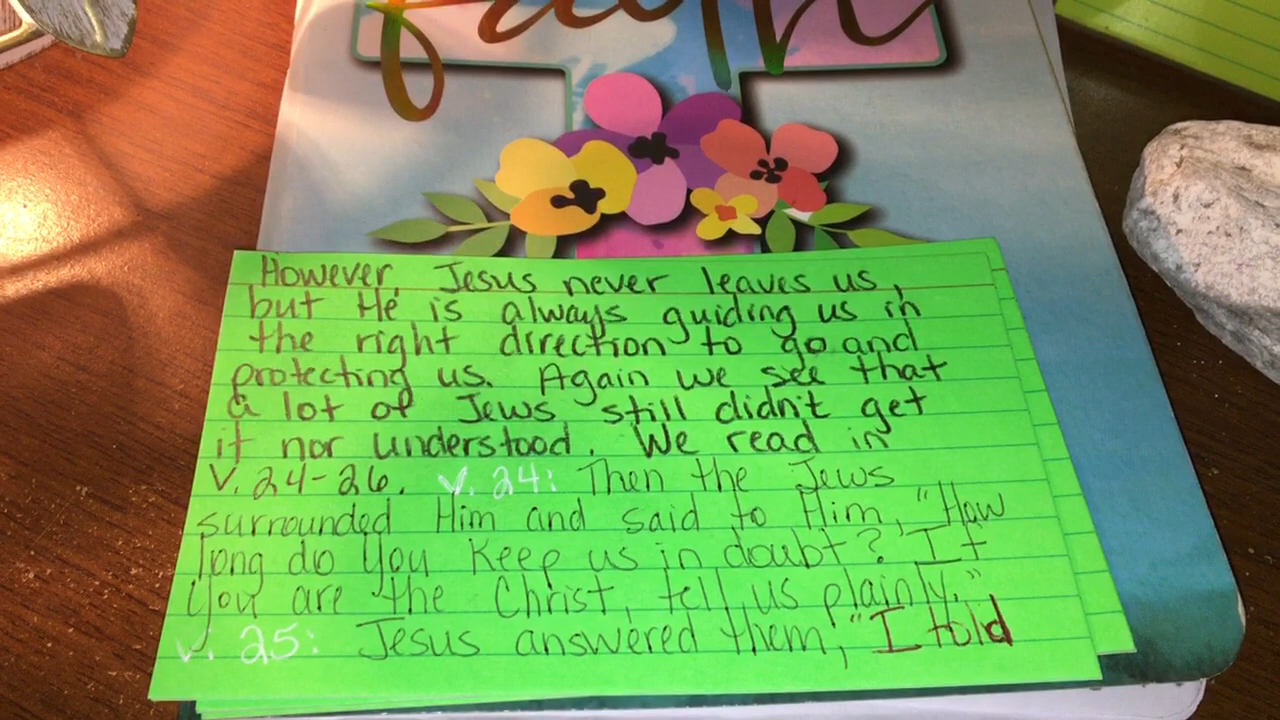 faith
However, Jesus never leaves us,
but He is always guiding us in
the right direction to go and
protecting us. Again we see that
a lot of Jews still didn't get
it nor understood. We read in
V. 24-26. V. 24: Then the Jews
surrounded Him and said to Him, "How
long do You keep us in doubt? If
You are the Christ, tell us plainly."
V. 25: Jesus answered them, "I told